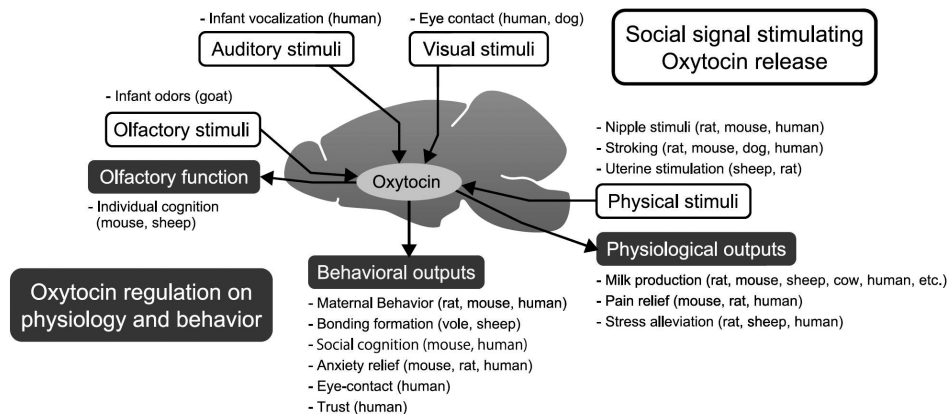 - Infant vocalization (human)
Auditory stimuli
- Eye contact (human, dog)
Visual stimuli
Social signal stimulating
Oxytocin release
- Infant odors (goat)
Olfactory stimuli
- Nipple stimuli (rat, mouse, human)
- Stroking (rat, mouse, dog, human)
- Uterine stimulation (sheep, rat)
Physical stimuli
Oxytocin
Olfactory function
- Individual cognition
(mouse, sheep)
Oxytocin regulation on
physiology and behavior
Behavioral outputs
- Maternal Behavior (rat, mouse, human)
- Bonding formation (vole, sheep)
- Social cognition (mouse, human)
- Anxiety relief (mouse, rat, human)
- Eye-contact (human)
- Trust (human)
Physiological outputs
- Milk production (rat, mouse, sheep, cow, human, etc.)
- Pain relief (mouse, rat, human)
- Stress alleviation (rat, sheep, human)